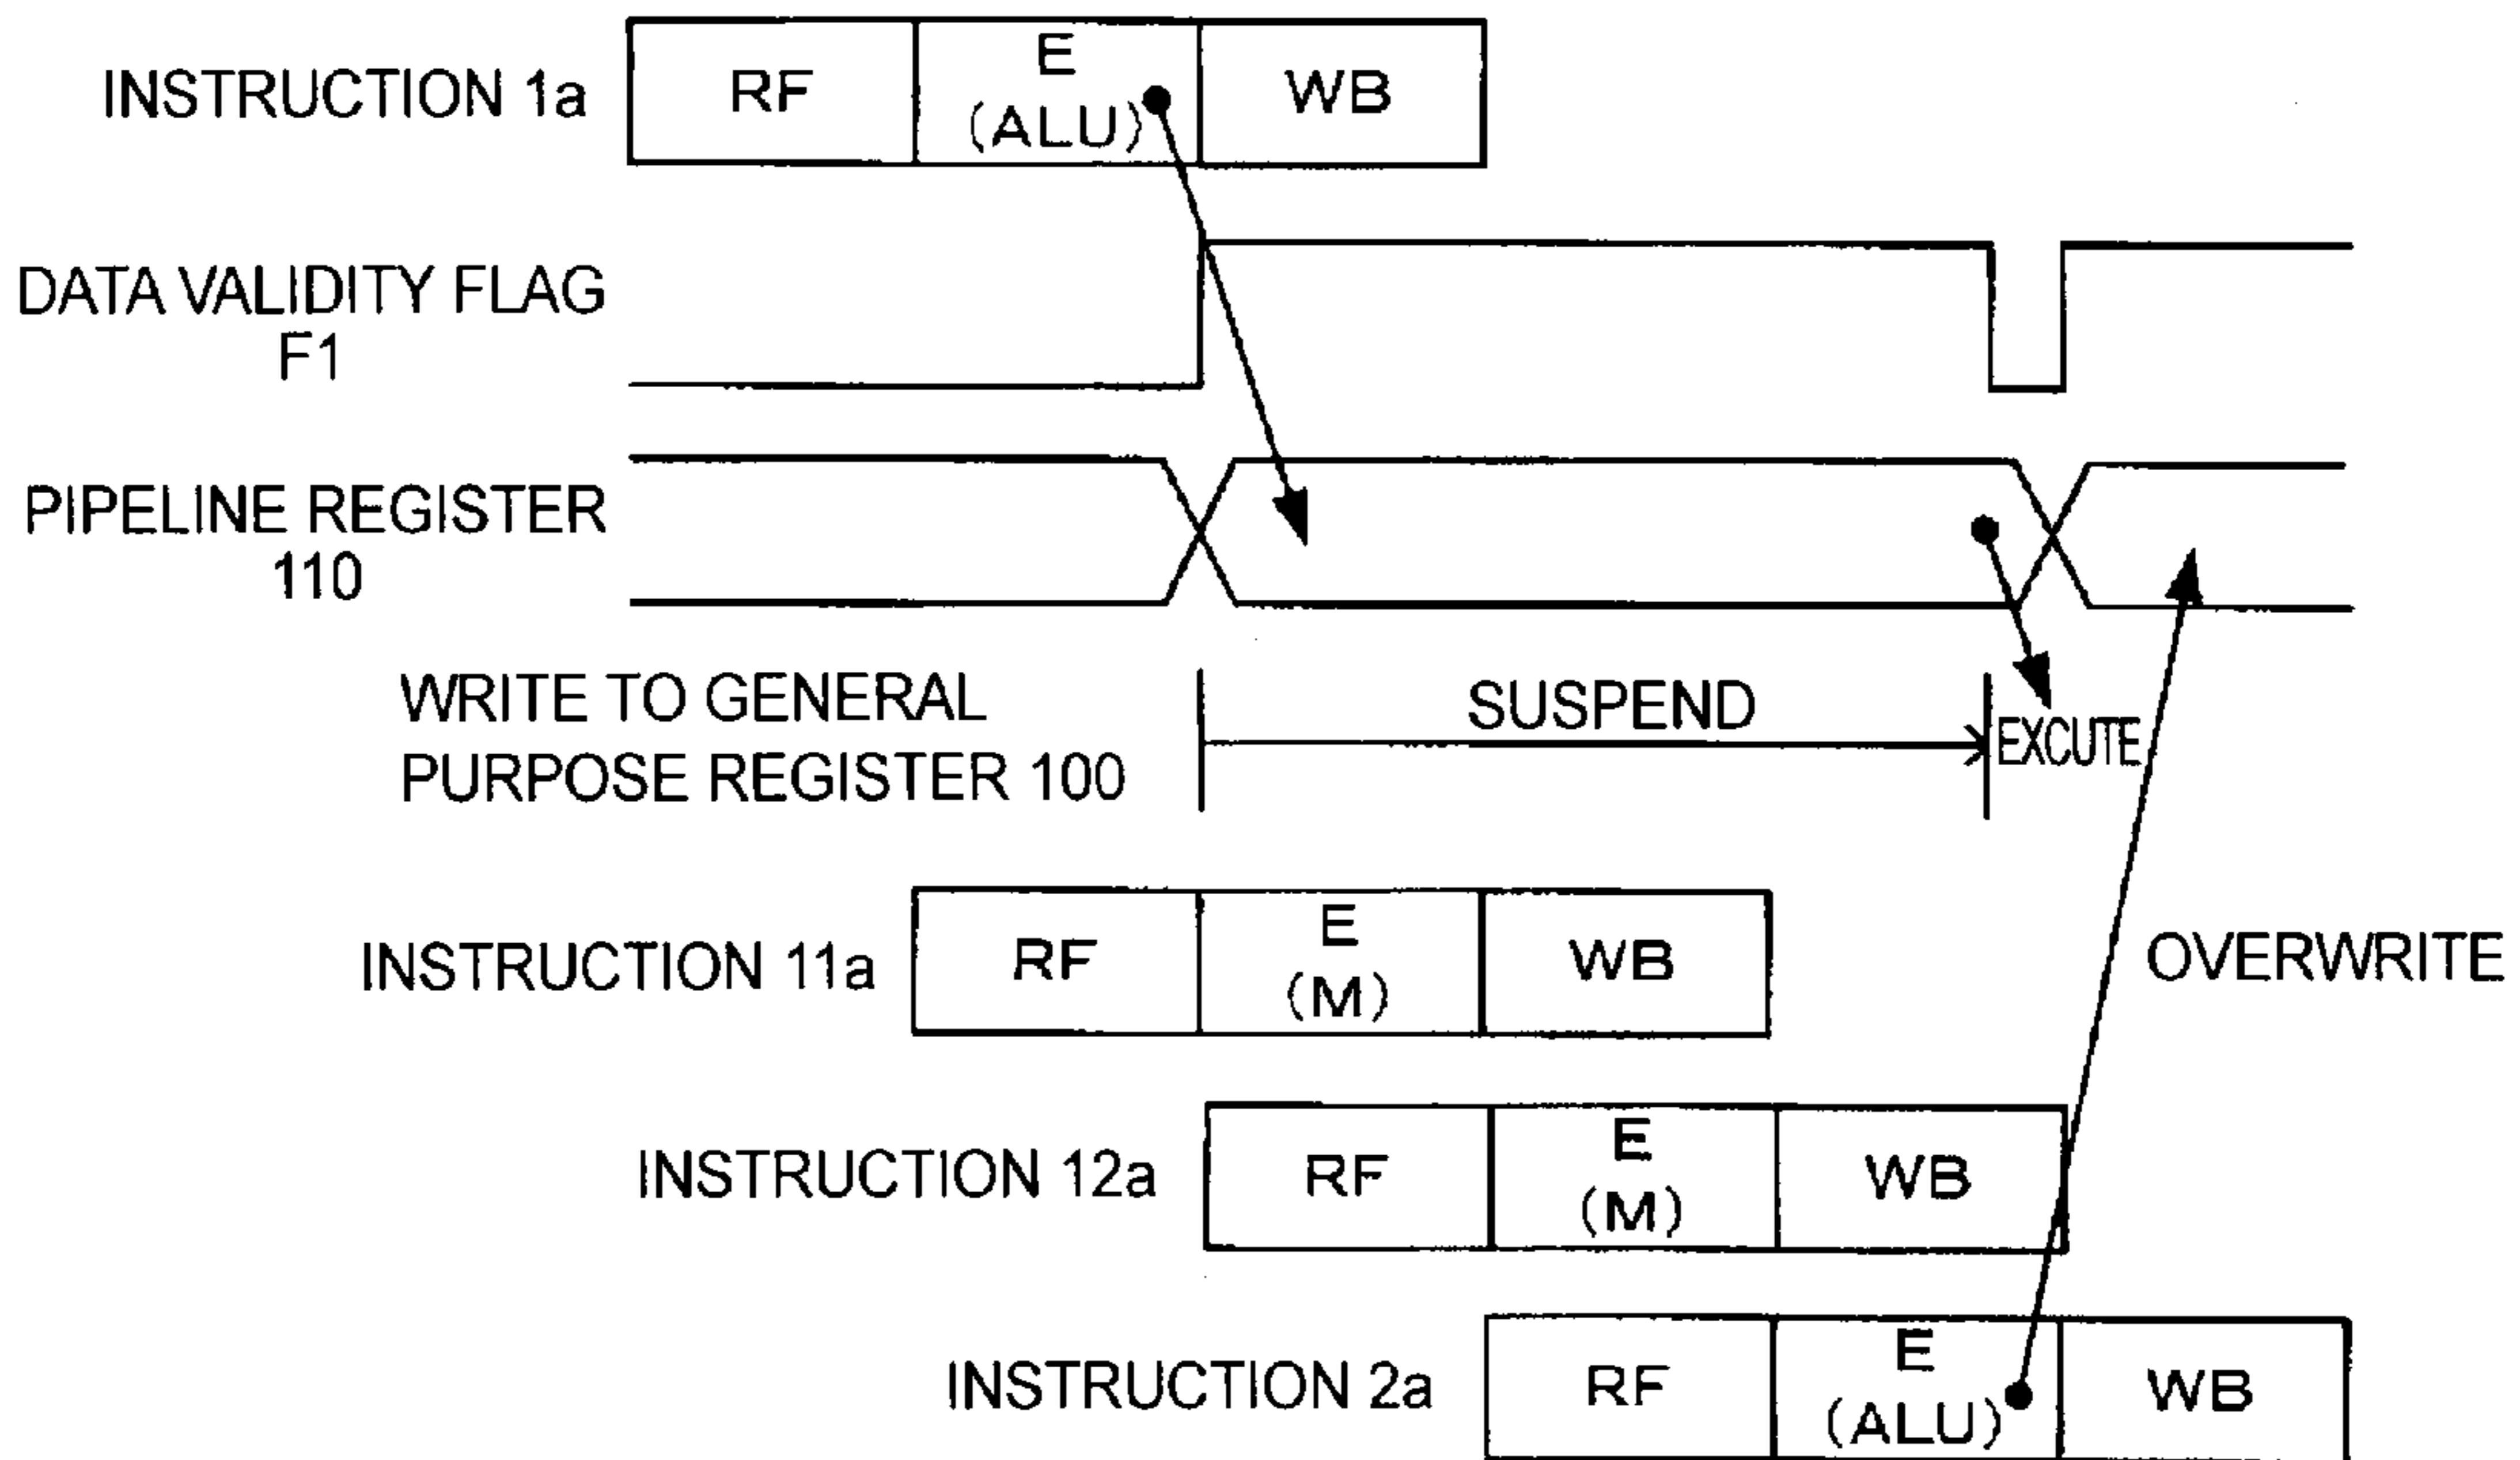 INSTRUCTION 1a
RF
E
(ALU)
WB
DATA VALIDITY FLAG
F1
PIPELINE REGISTER
110
WRITE TO GENERAL
PURPOSE REGISTER 100
SUSPEND
EXCUTE
INSTRUCTION 11a
RF
E
(M)
WB
OVERWRITE
INSTRUCTION 12a
RF
E
(M)
WB
INSTRUCTION 2a
RF
E
(ALU)
WB